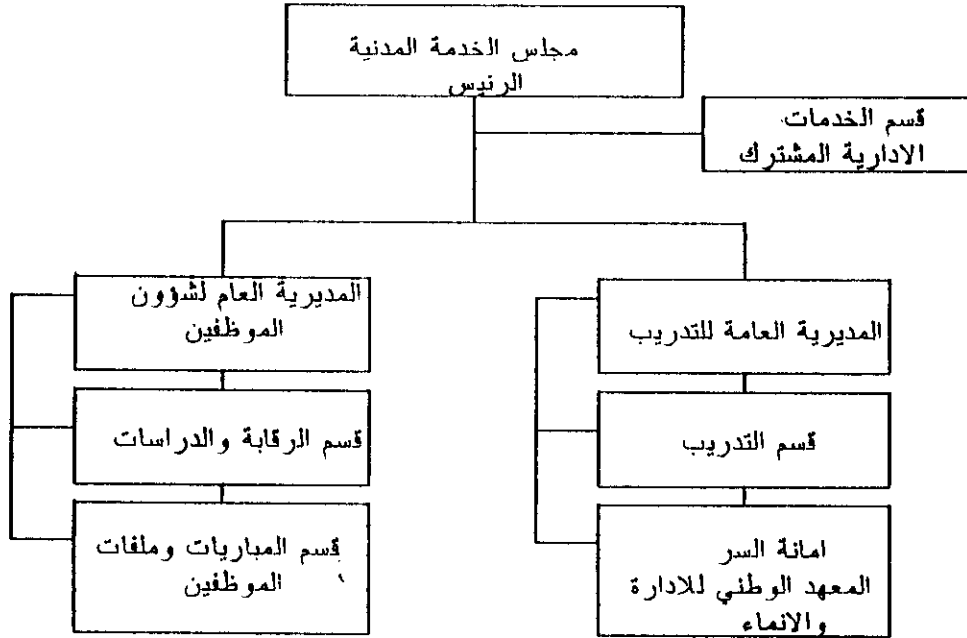 مجلس الخدمة المدنية
الرئيس
قسم الخدمات
الادارية المشترك
المديرية العام لشؤون
الموظفين
المديرية العامة للتدريب
قسم الرقابة والدراسات
قسم التدريب
قسم المباريات وملفات
الموظفين
امانة السر
المعهد الوطني للادارة
والانماء